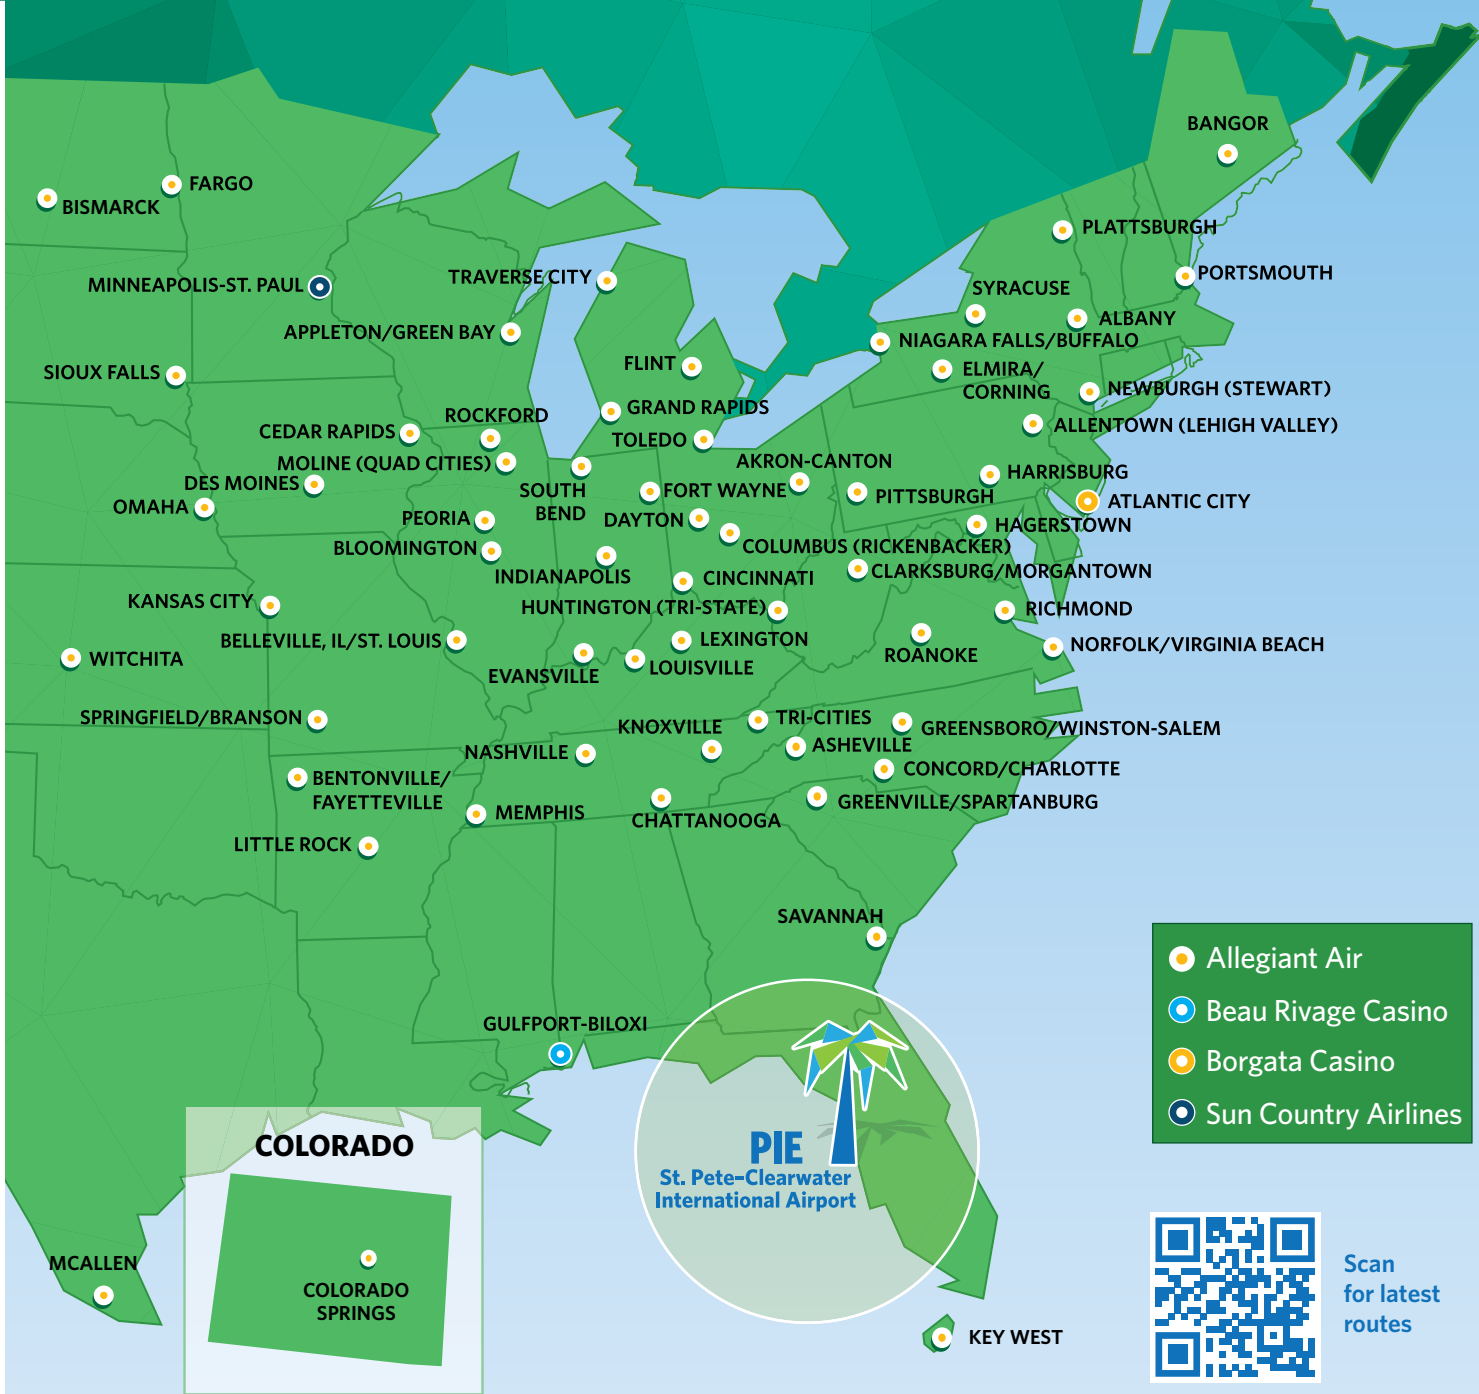 BANGOR
FARGO
BISMARCK
PLATTSBURGH
PORTSMOUTH
TRAVERSE CITY
MINNEAPOLIS-ST. PAUL
SYRACUSE
ALBANY
APPLETON/GREEN BAY
NIAGARA FALLS/BUFFALO
FLINT
ELMIRA/
CORNING
SIOUX FALLS
NEWBURGH (STEWART)
GRAND RAPIDS
ROCKFORD
ALLENTOWN (LEHIGH VALLEY)
CEDAR RAPIDS
TOLEDO
AKRON-CANTON
MOLINE (QUAD CITIES)
HARRISBURG
DES MOINES
SOUTH
BEND
FORT WAYNE
PITTSBURGH
ATLANTIC CITY
OMAHA
PEORIA
DAYTON
HAGERSTOWN
BLOOMINGTON
COLUMBUS (RICKENBACKER)
INDIANAPOLIS
CINCINNATI
CLARKSBURG/MORGANTOWN
KANSAS CITY
HUNTINGTON (TRI-STATE)
RICHMOND
BELLEVILLE, IL/ST. LOUIS
LEXINGTON
NORFOLK/VIRGINIA BEACH
WITCHITA
ROANOKE
LOUISVILLE
EVANSVILLE
SPRINGFIELD/BRANSON
KNOXVILLE
TRI-CITIES
GREENSBORO/WINSTON-SALEM
NASHVILLE
ASHEVILLE
CONCORD/CHARLOTTE
BENTONVILLE/
FAYETTEVILLE
GREENVILLE/SPARTANBURG
MEMPHIS
CHATTANOOGA
LITTLE ROCK
SAVANNAH
Allegiant Air
Beau Rivage Casino
Borgata Casino
Sun Country Airlines
GULFPORT-BILOXI
COLORADO
PIE
St. Pete-Clearwater
International Airport
MCALLEN
COLORADO
SPRINGS
Scan
for latest
routes
KEY WEST